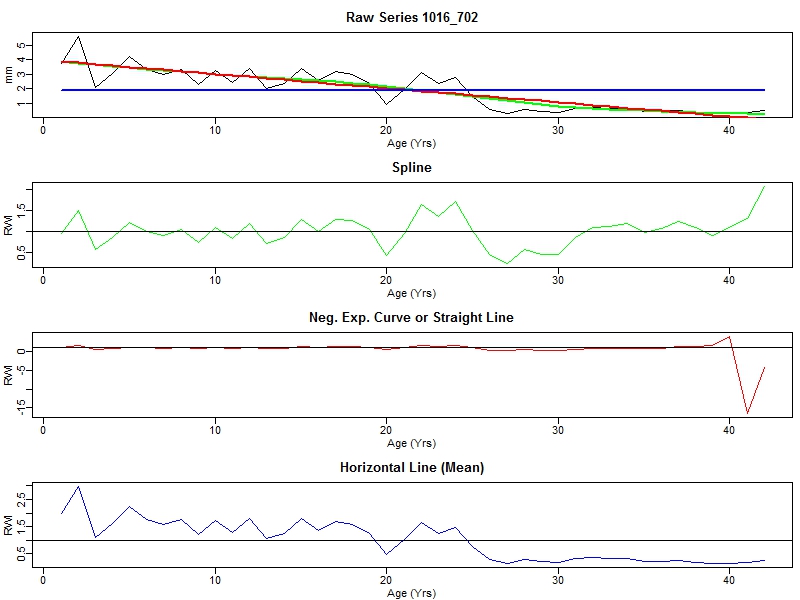 Raw Series 1016_702
mm
1 2 3 4 5
0 10 20 30 40
Age (Yrs)
Spline
RWI
0.5 1.5
0 10 20 30 40
Age (Yrs)
Neg. Exp. Curve or Straight Line
RWI
-15 -5 0
0 10 20 30 40
Age (Yrs)
Horizontal Line (Mean)
RWI
0.5 1.5 2.5
0 10 20 30 40
Age (Yrs)